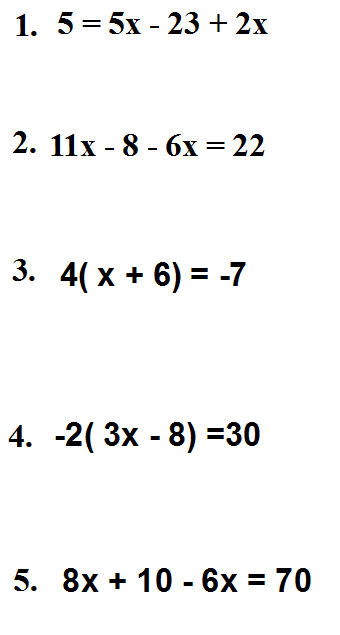 1. 5 = 5x - 23 + 2x
2. 11x - 8 - 6x = 22
3. 4( x + 6) = -7
4. -2( 3x - 8) =30
5. 8x + 10 - 6x = 70